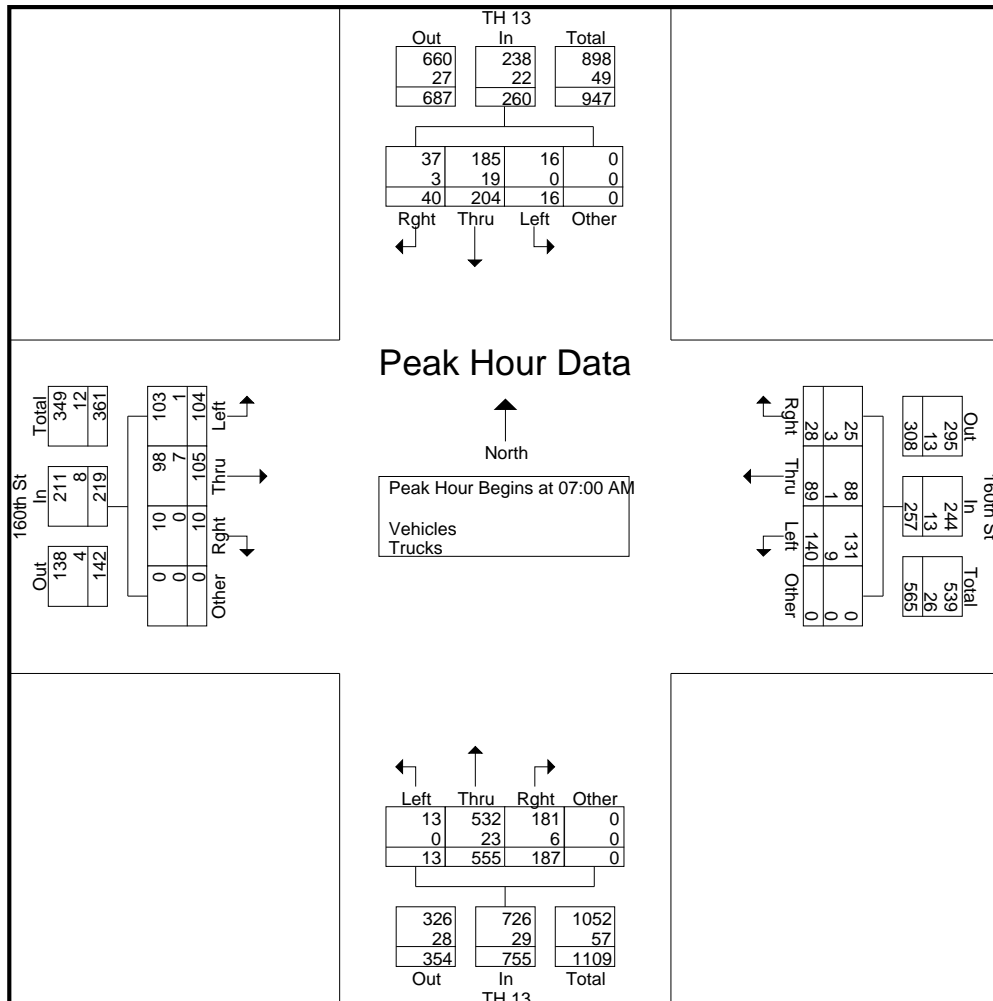 TH 13
Out In Total
660 238 898
27 22 49
687 260 947
37 185 16 0
3 19 0 0
40 204 16 0
Rght Thru Left Other
Peak Hour Data
North
Peak Hour Begins at 07:00 AM
Vehicles
Trucks
160th St
Total In Out
349 211 138
12 8 4
361 219 142
103 98 10 0
1 7 0 0
104 105 10 0
Left Thru Rght Other
160th St
Out In Total
295 244 539
13 13 26
308 257 565
25 88 131 0
3 1 9 0
28 89 140 0
Rght Thru Left Other
Left Thru Rght Other
13 532 181 0
0 23 6 0
13 555 187 0
326 726 1052
28 29 57
354 755 1109
Out In Total
TH 13